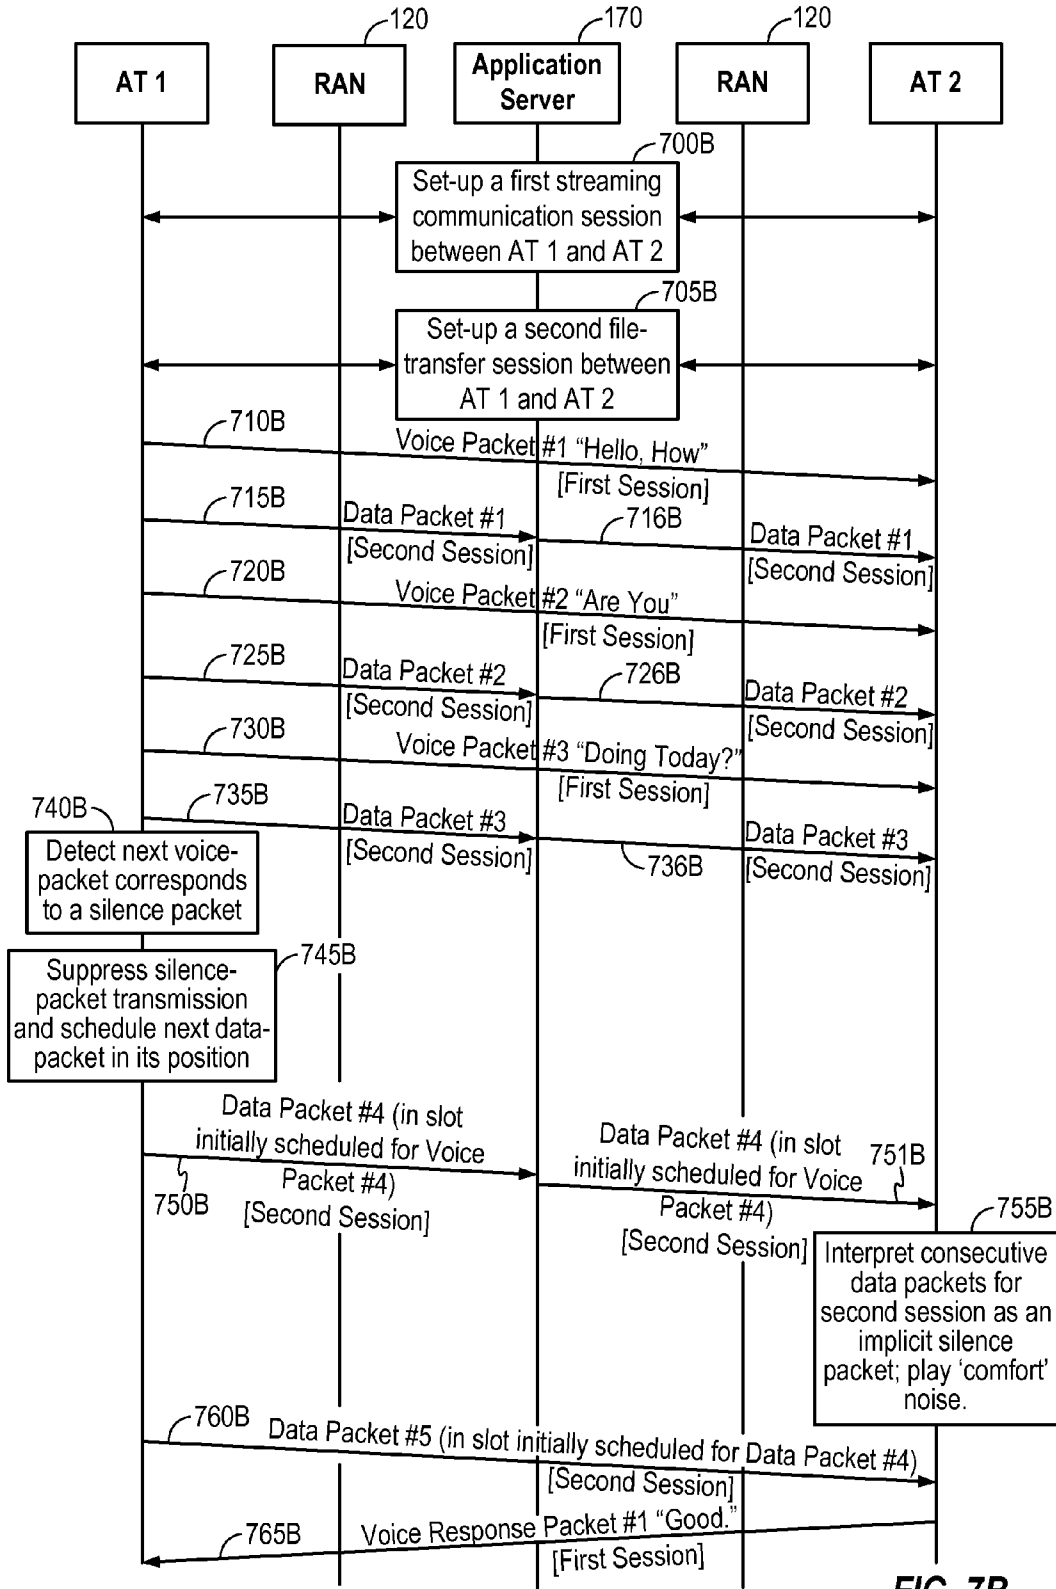 120
170
120
AT 1
RAN
Application
Server
RAN
AT 2
700B
Set-up a first streaming
communication session
between AT 1 and AT 2
705B
Set-up a second file-
transfer session between
AT 1 and AT 2
710B
Voice Packet #1 “Hello, How”
[First Session]
715B
Data Packet #1
[Second Session]
716B
Data Packet #1
[Second Session]
720B
Voice Packet #2 “Are You”
[First Session]
725B
Data Packet #2
[Second Session]
726B
Data Packet #2
[Second Session]
730B
Voice Packet #3 “Doing Today?”
[First Session]
735B
Data Packet #3
[Second Session]
736B
Data Packet #3
[Second Session]
740B
Detect next voice-
packet corresponds
to a silence packet
745B
Suppress silence-
packet transmission
and schedule next data-
packet in its position
Data Packet #4 (in slot
initially scheduled for Voice
Packet #4)
[Second Session]
750B
Data Packet #4 (in slot
initially scheduled for Voice
Packet #4)
[Second Session]
751B
755B
Interpret consecutive
data packets for
second session as an
implicit silence
packet; play ‘comfort’
noise.
760B
Data Packet #5 (in slot initially scheduled for Data Packet #4)
[Second Session]
765B
Voice Response Packet #1 “Good.”
[First Session]
FIG. 7B